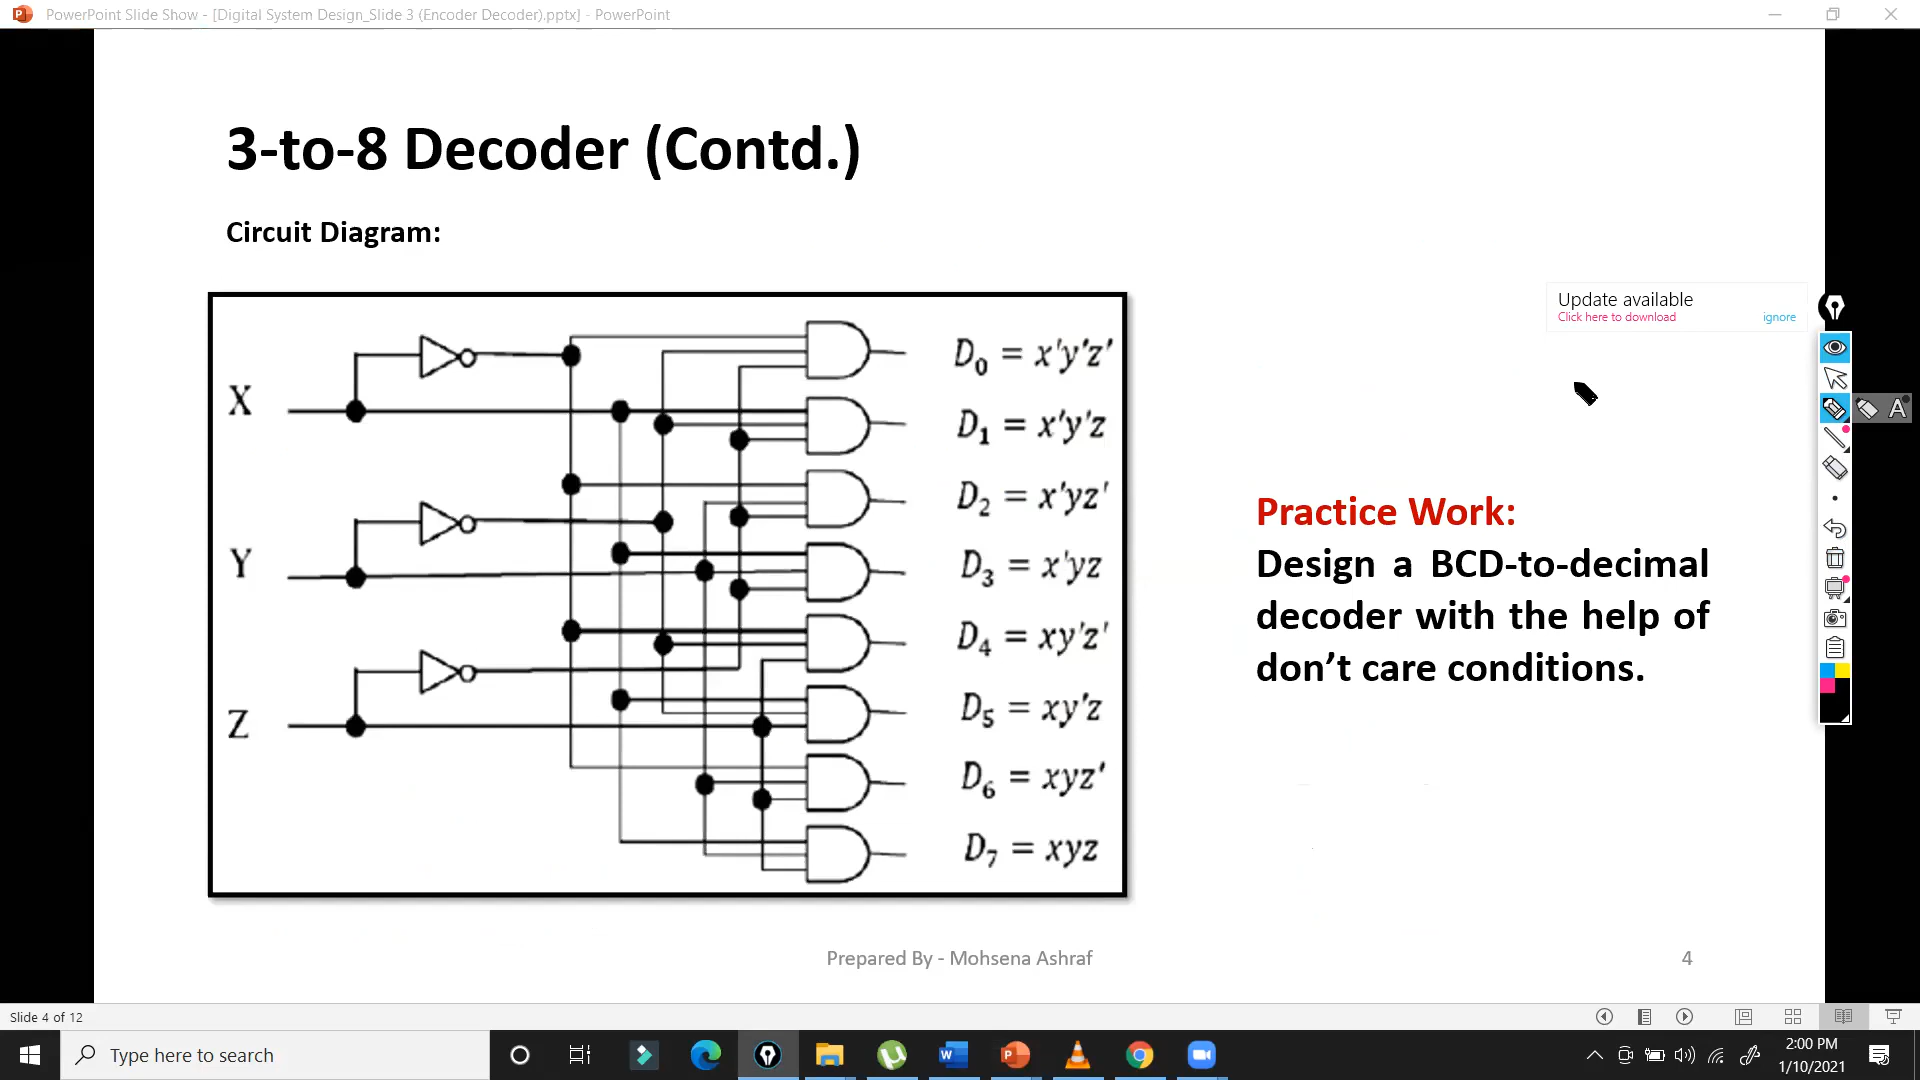 PowerPoint Slide Show - [Digital System Design_Slide 3 (Encoder Decoder).pptx] - PowerPoint
3-to-8 Decoder (Contd.)
Circuit Diagram:
Update available
Click here to download ignore
A
X
Y
Z
D₀ = x'y'z'
D₁ = x'y'z
D₂ = x'yz'
D₃ = x'yz
D₄ = xy'z'
D₅ = xy'z
D₆ = xyz'
D₇ = xyz
Practice Work:
Design a BCD-to-decimal
decoder with the help of
don’t care conditions.
Prepared By - Mohsena Ashraf
4
Slide 4 of 12
Type here to search
2:00 PM
1/10/2021